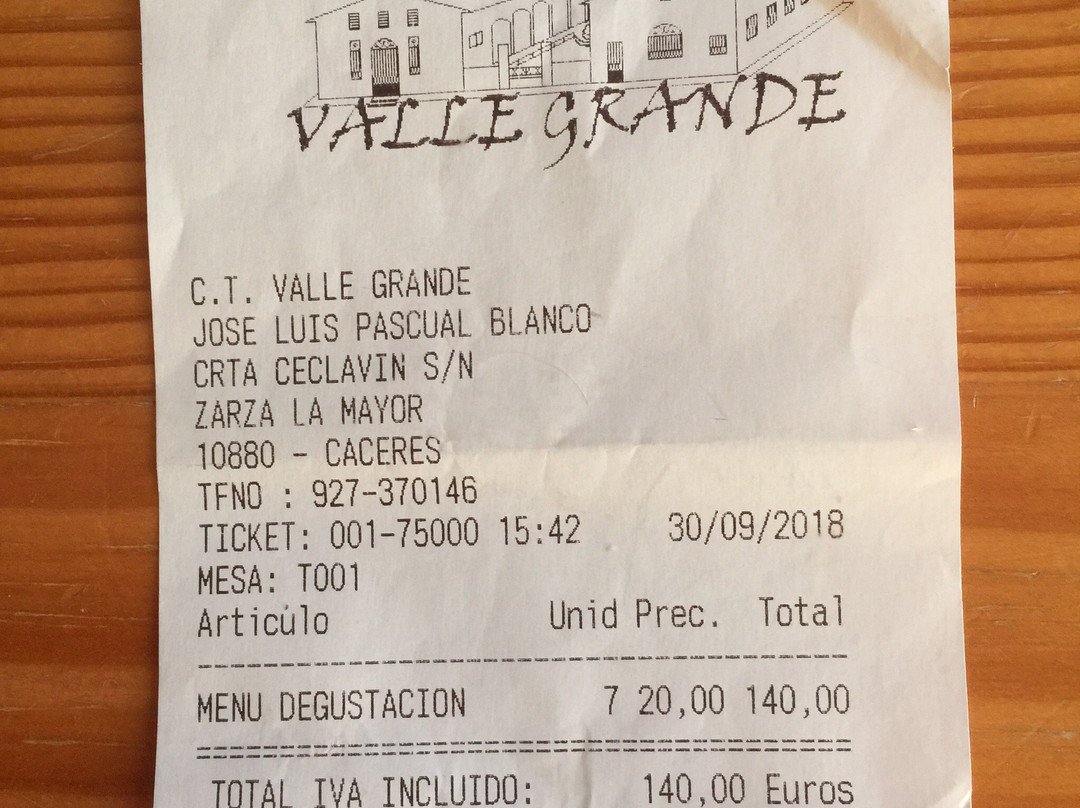 VALLE GRANDE
C.T. VALLE GRANDE
JOSE LUIS PASCUAL BLANCO
CRTA CECLAVIN S/N
ZARZA LA MAYOR
10880 - CACERES
TFNO : 927-370146
TICKET: 001-75000 15:42 30/09/2018
MESA: T001
Artículo Unid Prec. Total
MENU DEGUSTACION 7 20,00 140,00
TOTAL IVA INCLUIDO: 140,00 Euros